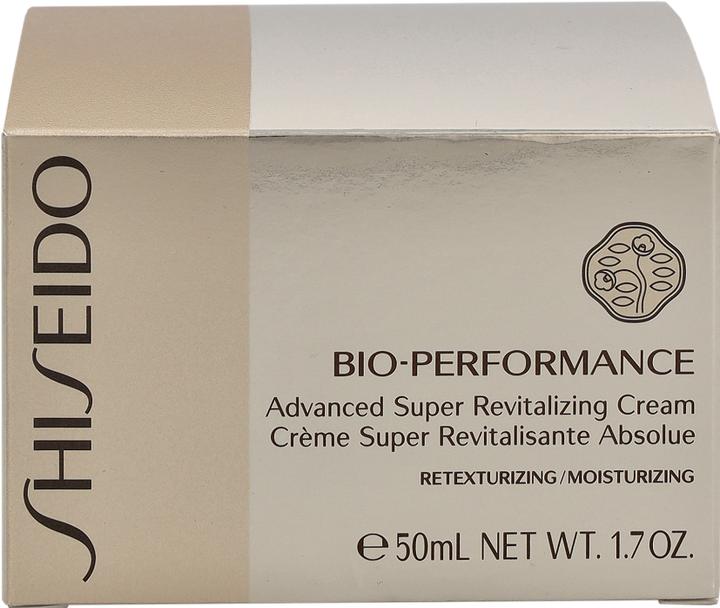 SHISEIDO
BIO-PERFORMANCE
Advanced Super Revitalizing Cream
Crème Super Revitalisante Absolue
RETEXTURIZING/MOISTURIZING
℮50mL NET WT. 1.7 OZ.